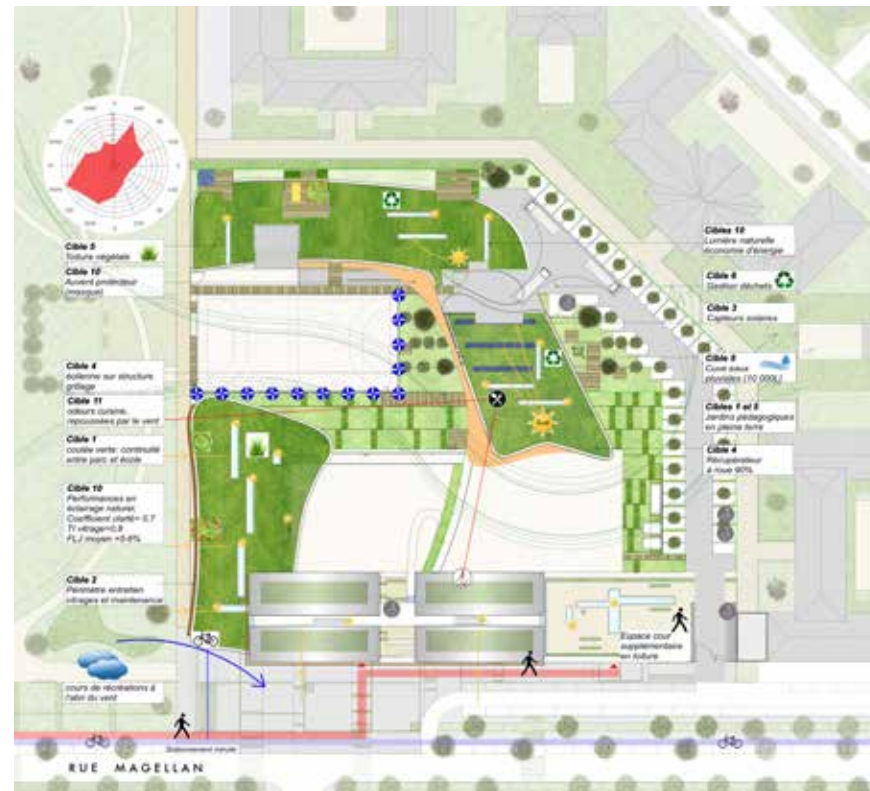 Cible 5
Toiture végétale
Cible 10
Auvent protecteur
(masque)
Cible 4
éolienne sur structure
grillage
Cible 11
odeurs cuisine,
repoussées par le vent
Cible 1
coulée verte: continuité
entre parc et école
Cible 10
Performances en
éclairage naturel,
Coefficient clarté= 0.7
Tl vitrage=0,8
FLJ moyen
Cible 2
Périmètre entretien
vitrages et maintenance
cours de récréations à
l'abri du vent
Cibles 10
Lumière naturelle
économie d'énergie
Cible 6
Gestion déchets
Cible 3
Capteurs solaires
Cible 5
Cuve eaux
pluviales (10 000L)
Cibles 1 et 5
Jardins pédagogiques
en pleine terre
Cible 4
Récupérateur
à roue 90%
Espace cour
supplémentaire
en toiture
Stationnement minute
RUE MAGELLAN